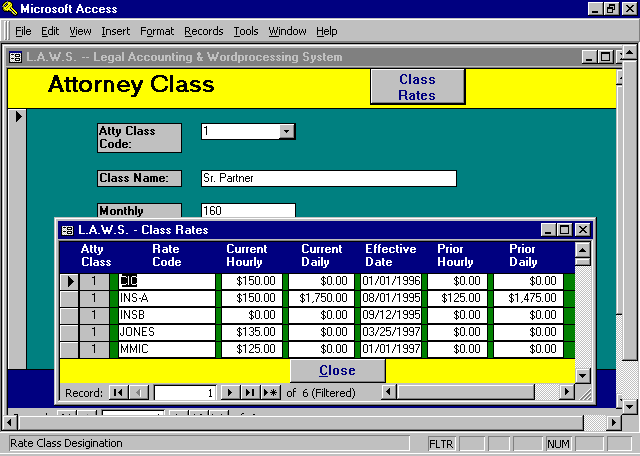 Microsoft Access
File Edit View Insert Format Records Tools Window Help
L.A.W.S. -- Legal Accounting & Wordprocessing System
Attorney Class
Class Rates
Atty Class Code: 1
Class Name: Sr. Partner
Monthly 160
L.A.W.S. - Class Rates
Atty Class Rate Code Current Hourly Current Daily Effective Date Prior Hourly Prior Daily
1 CIC $150.00 $0.00 01/01/1996 $0.00 $0.00
1 INS-A $150.00 $1,750.00 08/01/1995 $125.00 $1,475.00
1 INSB $0.00 $0.00 09/12/1995 $0.00 $0.00
1 JONES $135.00 $0.00 03/25/1997 $0.00 $0.00
1 MMIC $125.00 $0.00 01/01/1997 $0.00 $0.00
Close
Record: 1 of 6 (Filtered)
Rate Class Desigination FLTR NUM